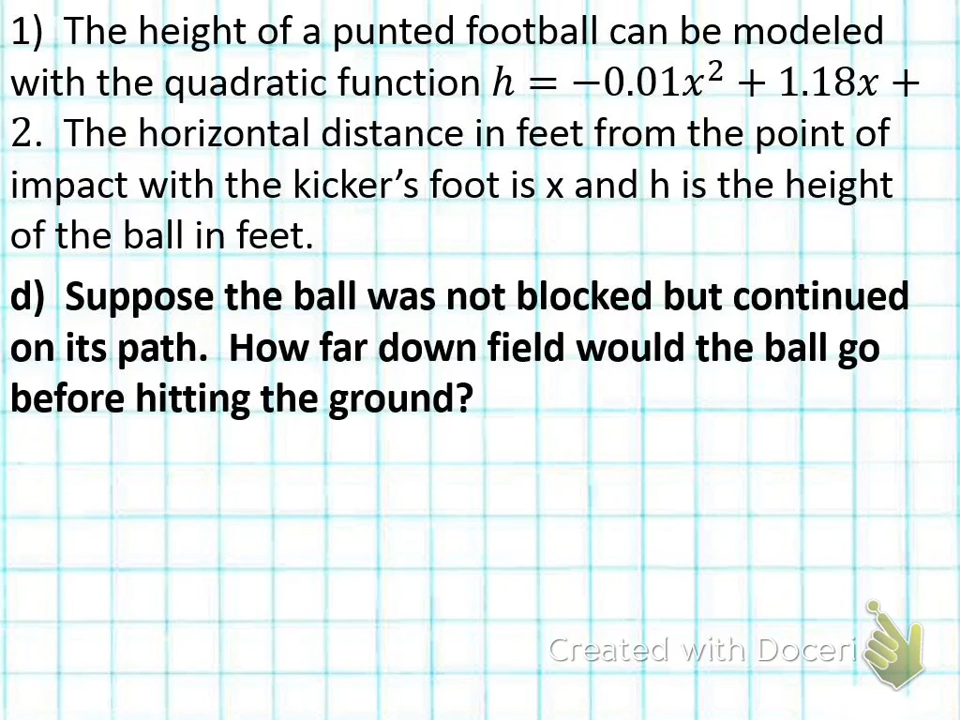 1)  The height of a punted football can be modeled
with the quadratic function h = −0.01x² + 1.18x +
2.  The horizontal distance in feet from the point of
impact with the kicker’s foot is x and h is the height
of the ball in feet.
d)  Suppose the ball was not blocked but continued
on its path.  How far down field would the ball go
before hitting the ground?
Created with Doceri